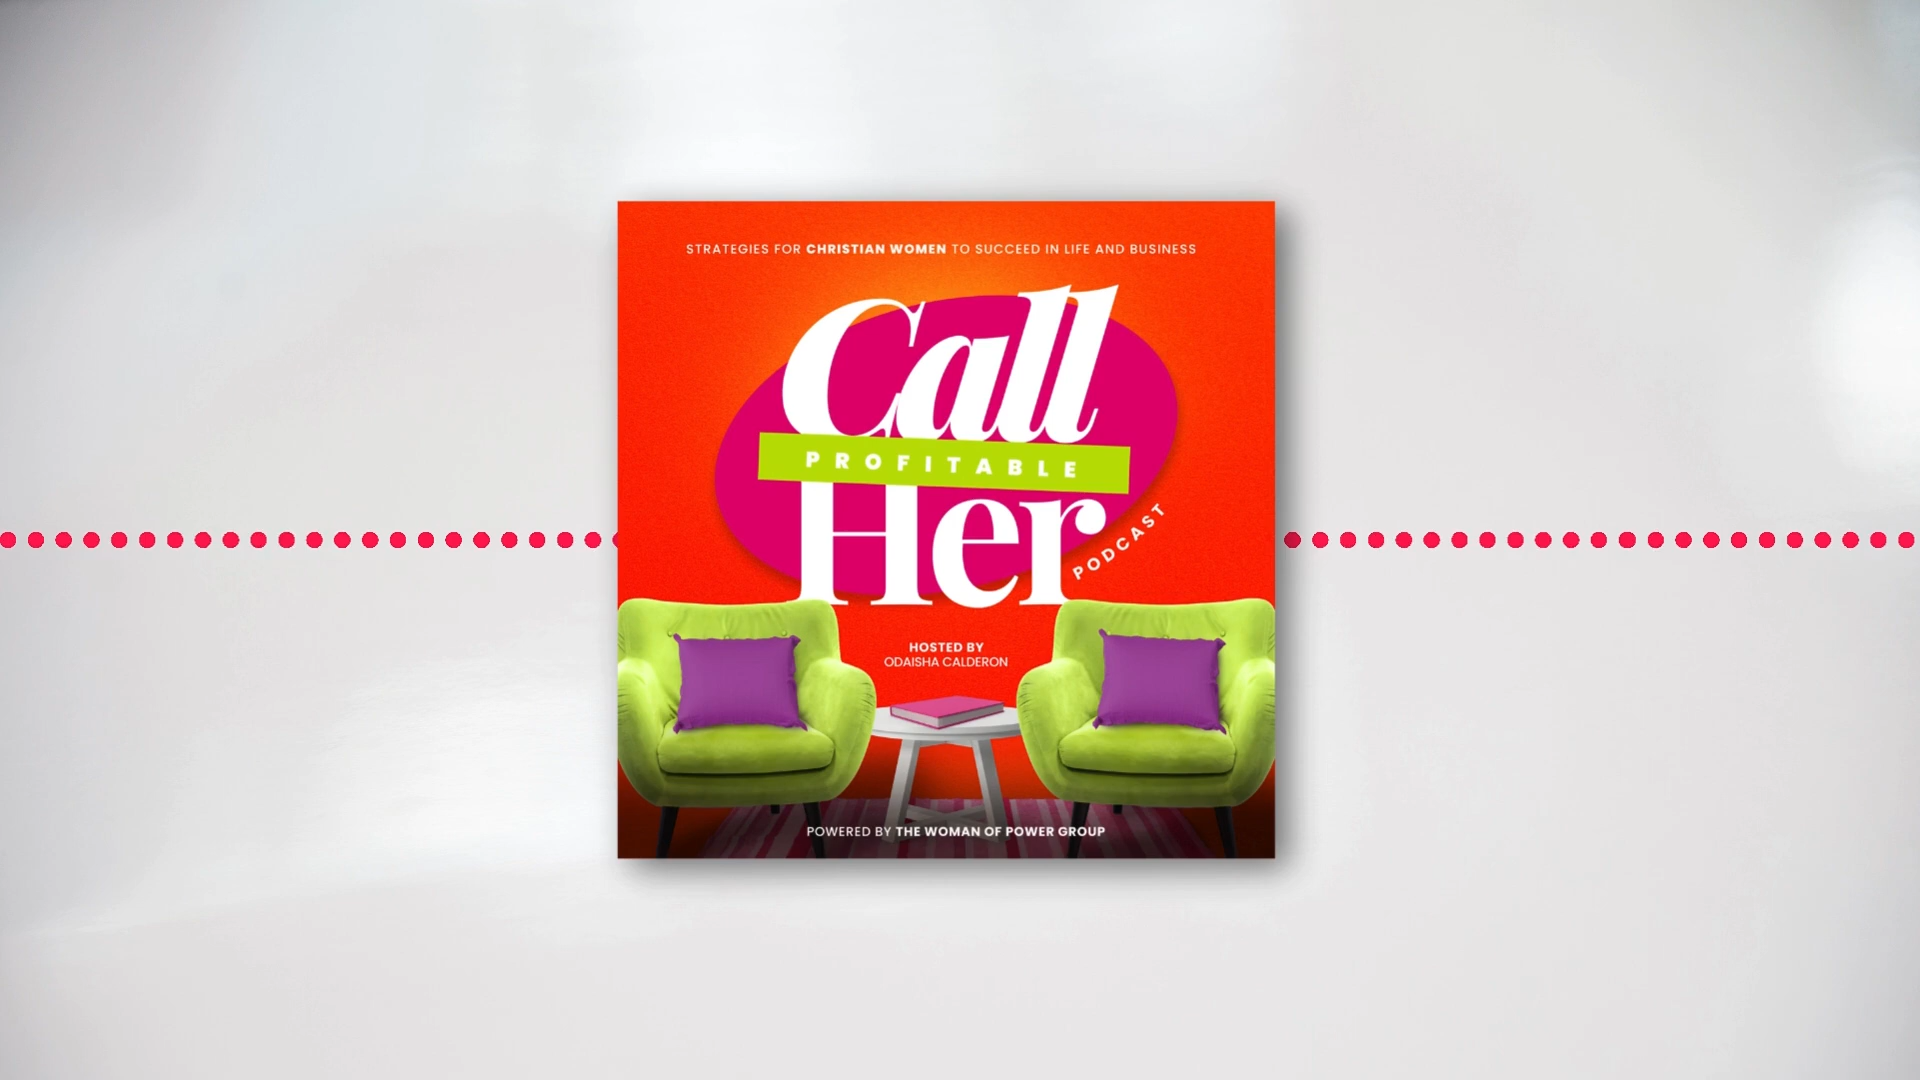 STRATEGIES FOR CHRISTIAN WOMEN TO SUCCEED IN LIFE AND BUSINESS
Call
PROFITABLE
Her
PODCAST
HOSTED BY
ODAISHA CALDERON
POWERED BY THE WOMAN OF POWER GROUP